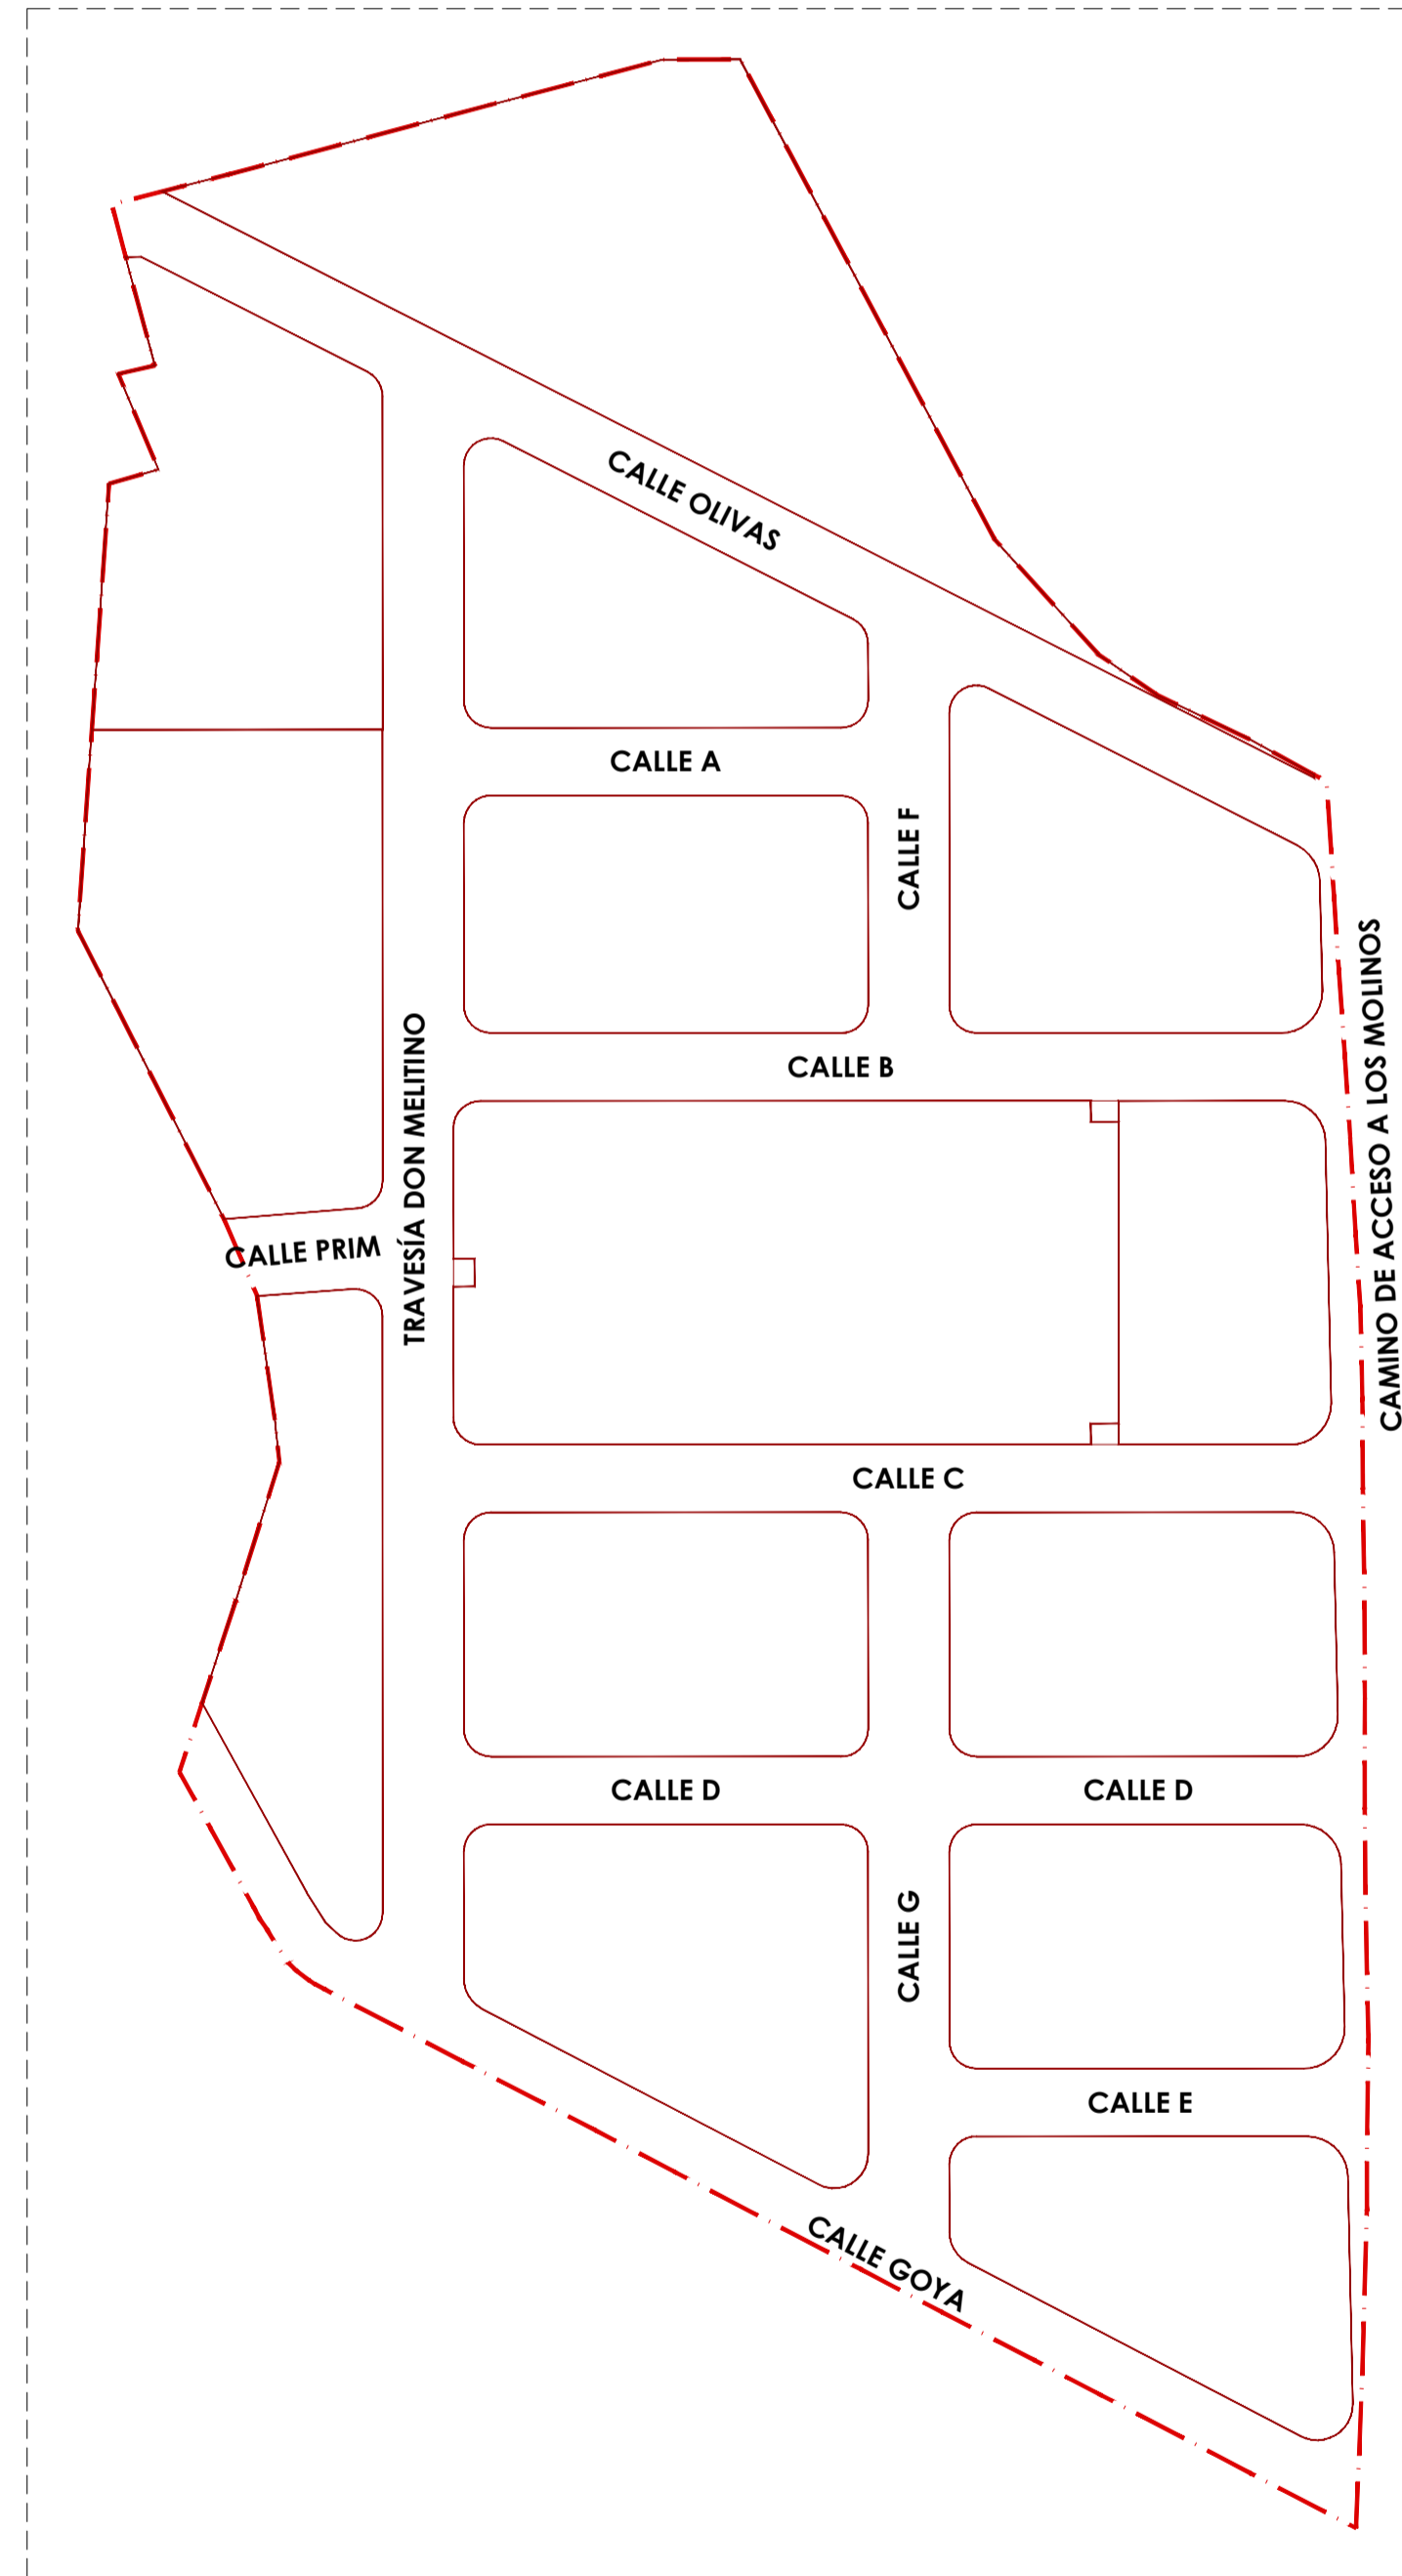 CALLE OLIVAS
CALLE A
CALLE F
CALLE B
CAMINO DE ACCESO A LOS MOLINOS
TRAVESÍA DON MELITINO
CALLE PRIM
CALLE C
CALLE D
CALLE D
CALLE G
CALLE E
CALLE GOYA